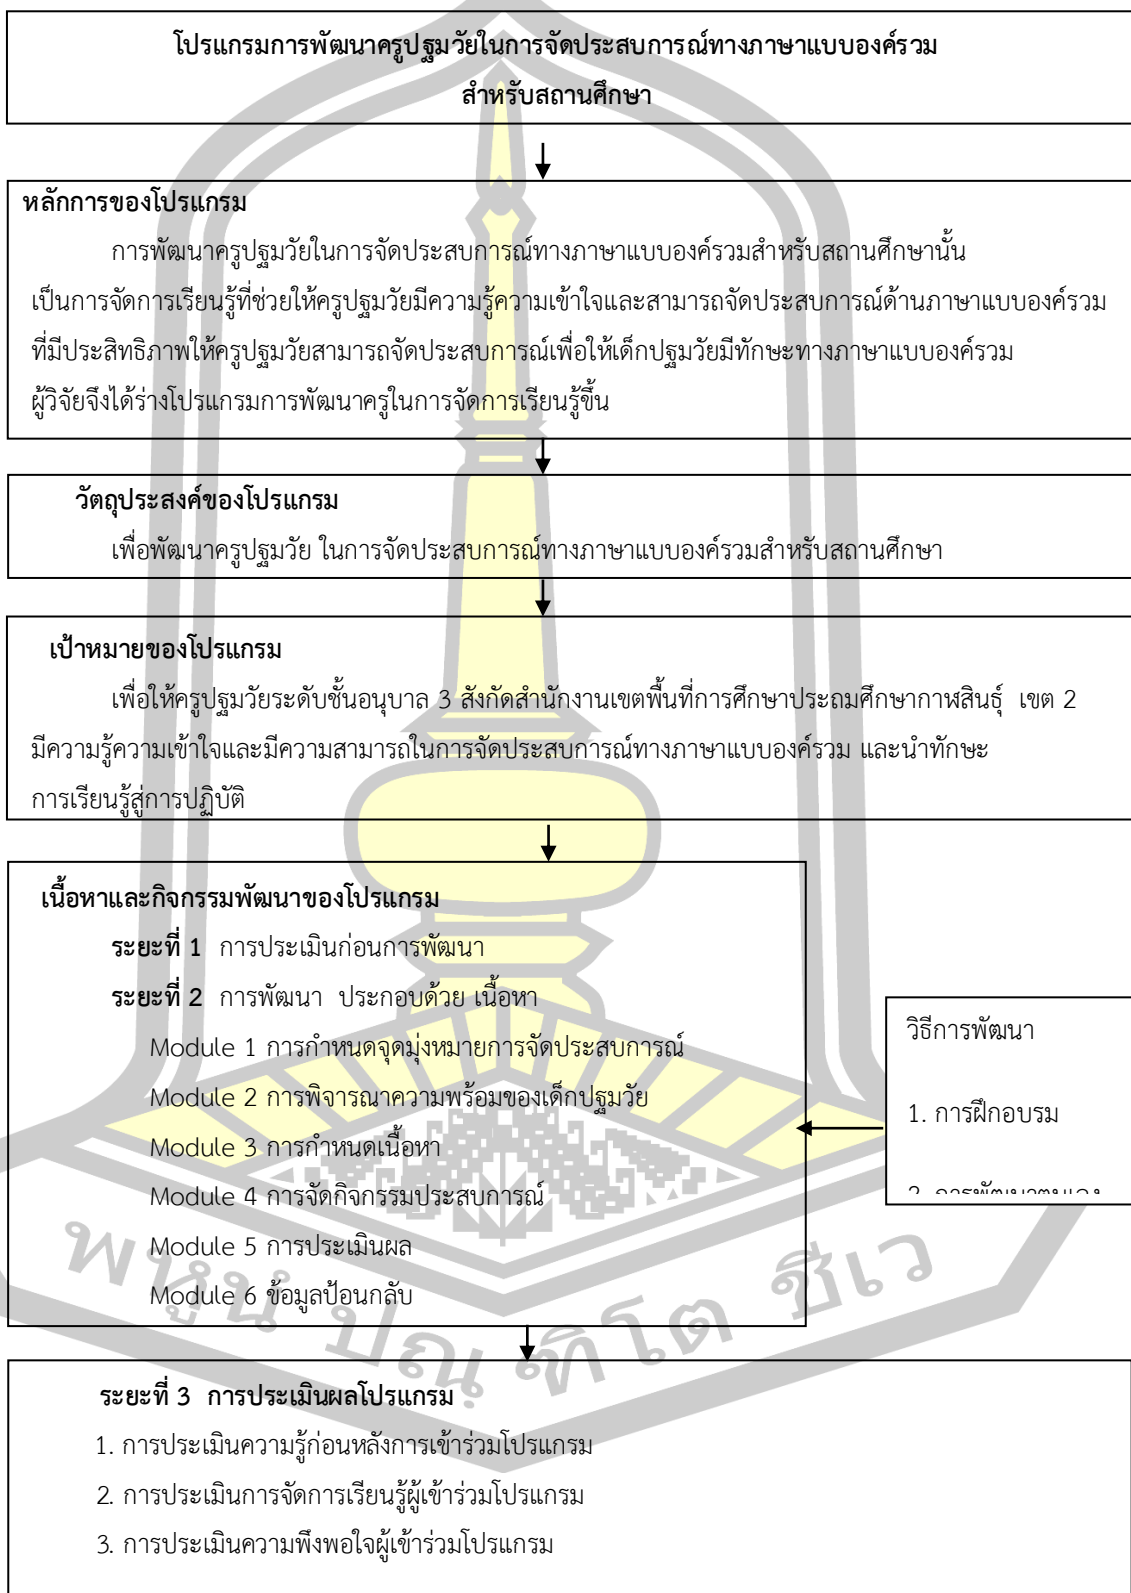 โปรแกรมการพัฒนาครูปฐมวัยในการจัดประสบการณ์ทางภาษาแบบองค์รวม
สำหรับสถานศึกษา
หลักการของโปรแกรม
การพัฒนาครูปฐมวัยในการจัดประสบการณ์ทางภาษาแบบองค์รวมสำหรับสถานศึกษานั้น
เป็นการจัดการเรียนรู้ที่ช่วยให้ครูปฐมวัยมีความรู้ความเข้าใจและสามารถจัดประสบการณ์ด้านภาษาแบบองค์รวม
ที่มีประสิทธิภาพให้ครูปฐมวัยสามารถจัดประสบการณ์เพื่อให้เด็กปฐมวัยมีทักษะทางภาษาแบบองค์รวม
ผู้วิจัยจึงได้ร่างโปรแกรมการพัฒนาครูในการจัดการเรียนรู้ขึ้น
วัตถุประสงค์ของโปรแกรม
เพื่อพัฒนาครูปฐมวัย ในการจัดประสบการณ์ทางภาษาแบบองค์รวมสำหรับสถานศึกษา
เป้าหมายของโปรแกรม
เพื่อให้ครูปฐมวัยระดับชั้นอนุบาล 3 สังกัดสำนักงานเขตพื้นที่การศึกษาประถมศึกษากาฬสินธุ์ เขต 2
มีความรู้ความเข้าใจและมีความสามารถในการจัดประสบการณ์ทางภาษาแบบองค์รวม และนำทักษะ
การเรียนรู้สู่การปฏิบัติ
เนื้อหาและกิจกรรมพัฒนาของโปรแกรม
ระยะที่ 1 การประเมินก่อนการพัฒนา
ระยะที่ 2 การพัฒนา ประกอบด้วย เนื้อหา
Module 1 การกำหนดจุดมุ่งหมายการจัดประสบการณ์
Module 2 การพิจารณาความพร้อมของเด็กปฐมวัย
Module 3 การกำหนดเนื้อหา
Module 4 การจัดกิจกรรมประสบการณ์
Module 5 การประเมินผล
Module 6 ข้อมูลป้อนกลับ
วิธีการพัฒนา
1. การฝึกอบรม
2. การพัฒนาตนเอง
พหูนํ ปณฺฑิโต ชีเว
ระยะที่ 3 การประเมินผลโปรแกรม
1. การประเมินความรู้ก่อนหลังการเข้าร่วมโปรแกรม
2. การประเมินการจัดการเรียนรู้ผู้เข้าร่วมโปรแกรม
3. การประเมินความพึงพอใจผู้เข้าร่วมโปรแกรม